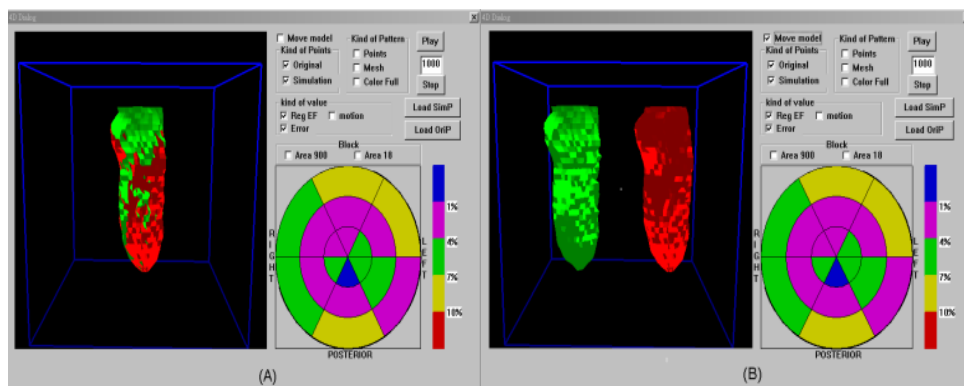 4D Dialog
Move model
Kind of Points
Original
Simulation
Kind of Pattern
Points
Mesh
Color Full
Play
1000
Stop
kind of value
Reg EF
motion
Error
Load SimP
Load OriP
Block
Area 900
Area 18
RIGHT
LEFT
POSTERIOR
1%
4%
7%
10%
(A)
4D Dialog
Move model
Kind of Points
Original
Simulation
Kind of Pattern
Points
Mesh
Color Full
Play
1000
Stop
kind of value
Reg EF
motion
Error
Load SimP
Load OriP
Block
Area 900
Area 18
RIGHT
LEFT
POSTERIOR
1%
4%
7%
10%
(B)